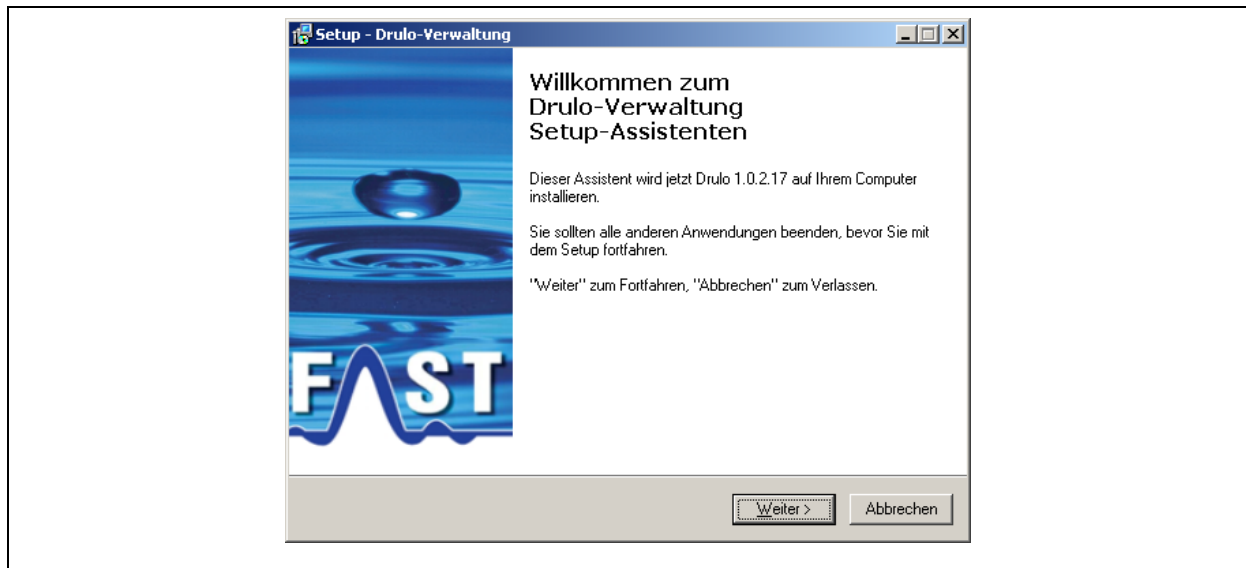 Setup - Drulo-Verwaltung
Willkommen zum
Drulo-Verwaltung
Setup-Assistenten
Dieser Assistent wird jetzt Drulo 1.0.2.17 auf Ihrem Computer
installieren.
Sie sollten alle anderen Anwendungen beenden, bevor Sie mit
dem Setup fortfahren.
"Weiter" zum Fortfahren, "Abbrechen" zum Verlassen.
FAST
Weiter >
Abbrechen